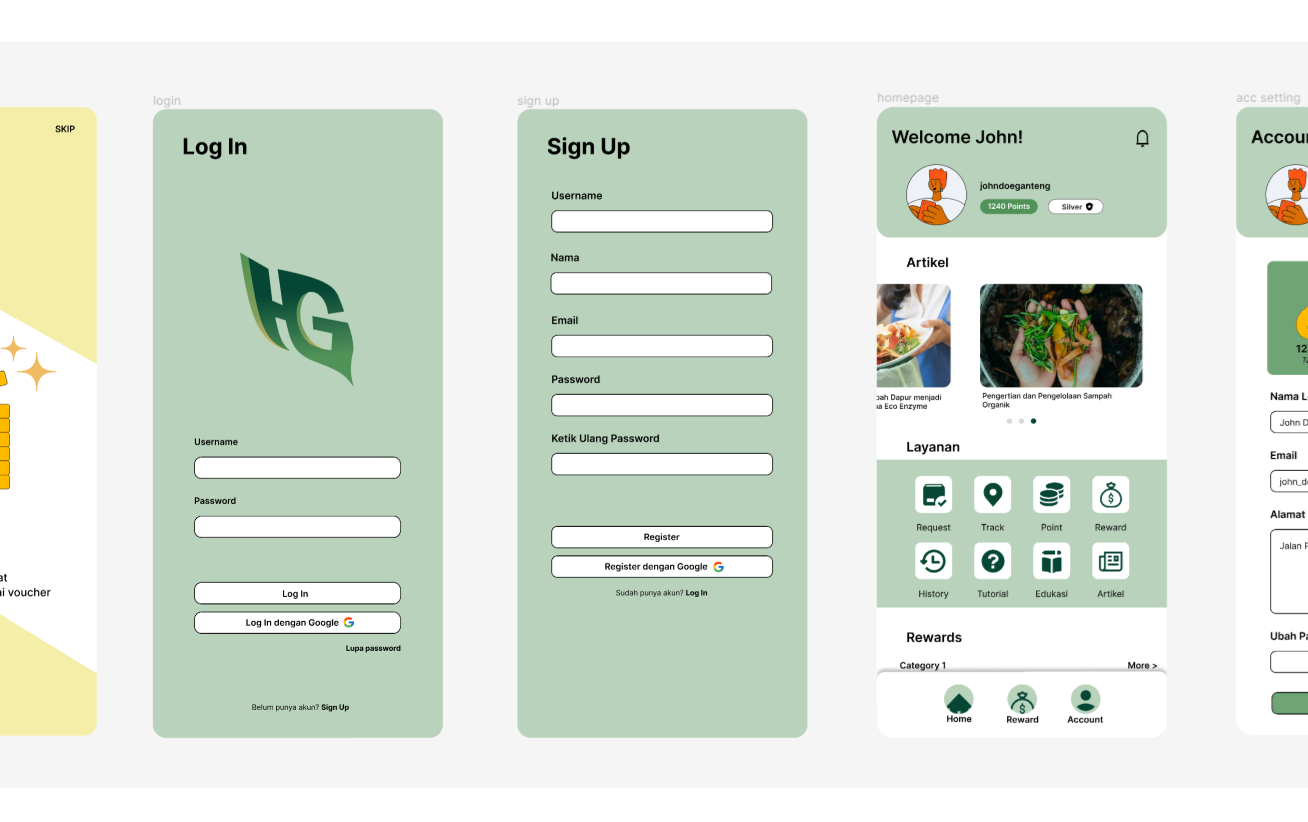 SKIP
at
ni voucher
login
Log In
HG
Username
Password
Log In
Log In dengan Google
Lupa password
Belum punya akun? Sign Up
sign up
Sign Up
Username
Nama
Email
Password
Ketik Ulang Password
Register
Register dengan Google
Sudah punya akun? Log In
homepage
Welcome John!
johndoeganteng
1240 Points
Silver
Artikel
pah Dapur menjadi
na Eco Enzyme
Pengertian dan Pengelolaan Sampah
Organik
Layanan
Request
Track
Point
Reward
History
Tutorial
Edukasi
Artikel
Rewards
Category 1
More >
Home
Reward
Account
acc setting
Accour
12
Nama L
John D
Email
john_d
Alamat
Jalan P
Ubah Pa